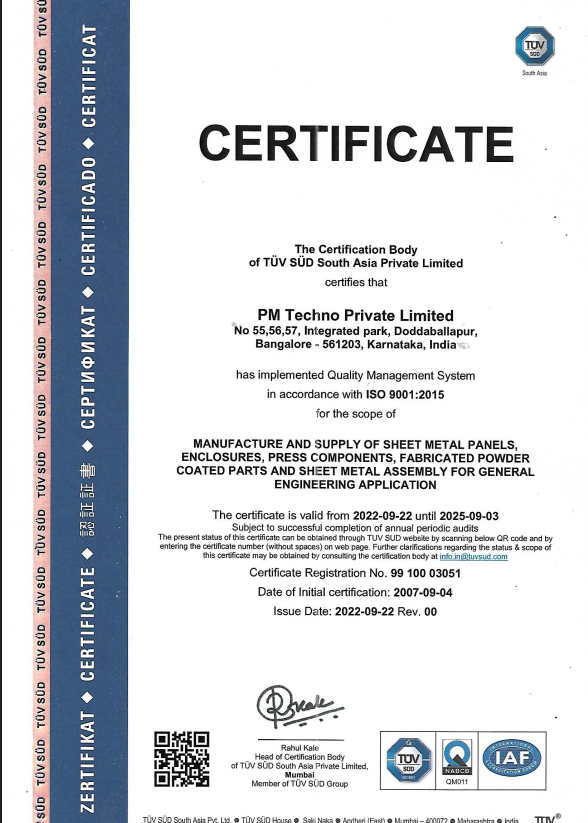 TÜV
SÜD
South Asia
CERTIFICATE
The Certification Body
of TÜV SÜD South Asia Private Limited
certifies that
PM Techno Private Limited
No 55,56,57, Integrated park, Doddaballapur,
Bangalore - 561203, Karnataka, India
has implemented Quality Management System
in accordance with ISO 9001:2015
for the scope of
MANUFACTURE AND SUPPLY OF SHEET METAL PANELS,
ENCLOSURES, PRESS COMPONENTS, FABRICATED POWDER
COATED PARTS AND SHEET METAL ASSEMBLY FOR GENERAL
ENGINEERING APPLICATION
The certificate is valid from 2022-09-22 until 2025-09-03
Subject to successful completion of annual periodic audits
The present status of this certificate can be obtained through TUV SUD website by scanning below QR code and by
entering the certificate number (without spaces) on web page. Further clarifications regarding the status & scope of
this certificate may be obtained by consulting the certification body at info.in@tuvsud.com
Certificate Registration No. 99 100 03051
Date of Initial certification: 2007-09-04
Issue Date: 2022-09-22 Rev. 00
Rahul Kale
Head of Certification Body
of TÜV SÜD South Asia Private Limited,
Mumbai
Member of TÜV SÜD Group
TÜV
SÜD
NABCB
QM011
INTERNATIONAL
ACCREDITATION FORUM
IAF
TÜV SÜD South Asia Pvt. Ltd. ● TÜV SÜD House ● Saki Naka ● Andheri (East) ● Mumbai – 400072 ● Maharashtra ● India
TÜV®
ZERTIFIKAT ◆ CERTIFICATE ◆ 認証証書 ◆ СЕРТИФИКАТ ◆ CERTIFICADO ◆ CERTIFICAT
TÜV SÜD TÜV SÜD TÜV SÜD TÜV SÜD TÜV SÜD TÜV SÜD TÜV SÜD TÜV SÜD TÜV SÜD TÜV SÜD TÜV SÜD